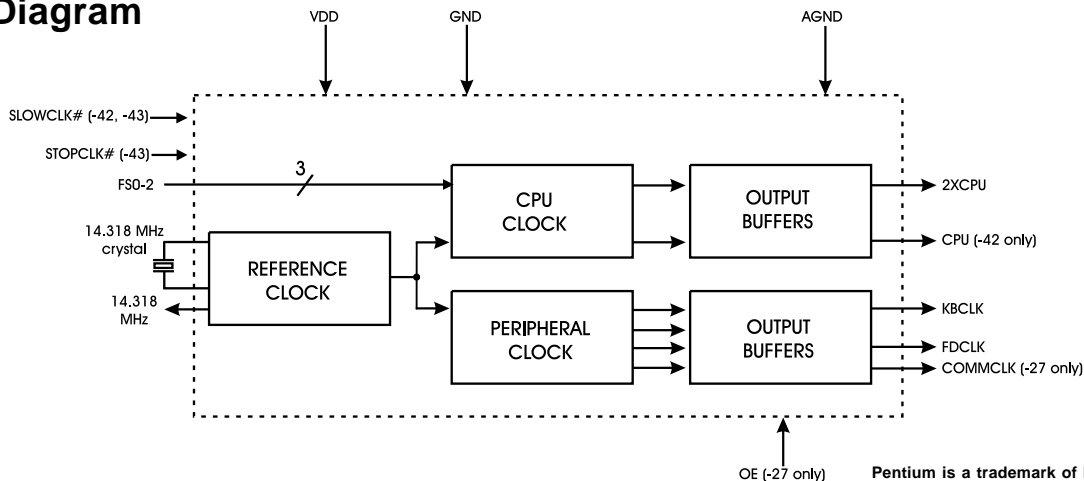 Diagram
VDD
GND
AGND
SLOWCLK# (-42, -43)
STOPCLK# (-43)
FS0-2
3
CPU
CLOCK
OUTPUT
BUFFERS
2XCPU
CPU (-42 only)
14.318 MHz
crystal
REFERENCE
CLOCK
14.318
MHz
PERIPHERAL
CLOCK
OUTPUT
BUFFERS
KBCLK
FDCLK
COMMCLK (-27 only)
OE (-27 only)
Pentium is a trademark of